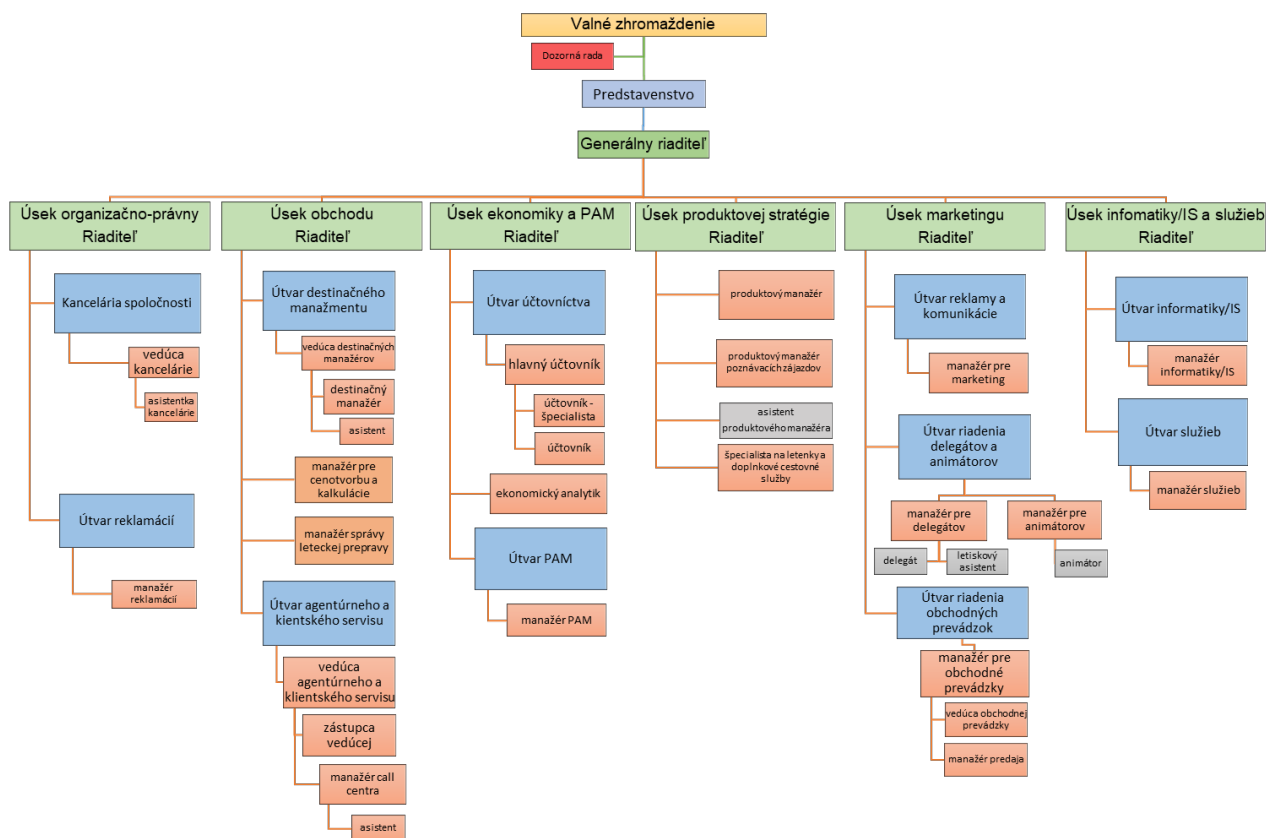 Valné zhromaždenie
Dozorná rada
Predstavenstvo
Generálny riaditeľ
Úsek organizačno-právny
Riaditeľ
Kancelária spoločnosti
vedúca
kancelárie
asistentka
kancelárie
Útvar reklamácií
manažér
reklamácií
Úsek obchodu
Riaditeľ
Útvar destinačného
manažmentu
vedúca destinačných
manažérov
destinačný
manažér
asistent
manažér pre
cenotvorbu a
kalkulácie
manažér správy
leteckej prepravy
Útvar agentúrneho a
kientského servisu
vedúca
agentúrneho a
klientského servisu
zástupca
vedúcej
manažér call
centra
asistent
Úsek ekonomiky a PAM
Riaditeľ
Útvar účtovníctva
hlavný účtovník
účtovník -
špecialista
účtovník
ekonomický analytik
Útvar PAM
manažér PAM
Úsek produktovej stratégie
Riaditeľ
produktový manažér
produktový manažér
poznávacích zájazdov
asistent
produktového manažéra
špecialista na letenky a
doplnkové cestovné
služby
Úsek marketingu
Riaditeľ
Útvar reklamy a
komunikácie
manažér pre
marketing
Útvar riadenia
delegátov a
animátorov
manažér pre
delegátov
manažér pre
animátorov
delegát
letiskový
asistent
animátor
Útvar riadenia
obchodných
prevádzok
manažér pre
obchodné
prevádzky
vedúca obchodnej
prevádzky
manažér predaja
Úsek infomatiky/IS a služieb
Riaditeľ
Útvar informatiky/IS
manažér
informatiky/IS
Útvar služieb
manažér služieb